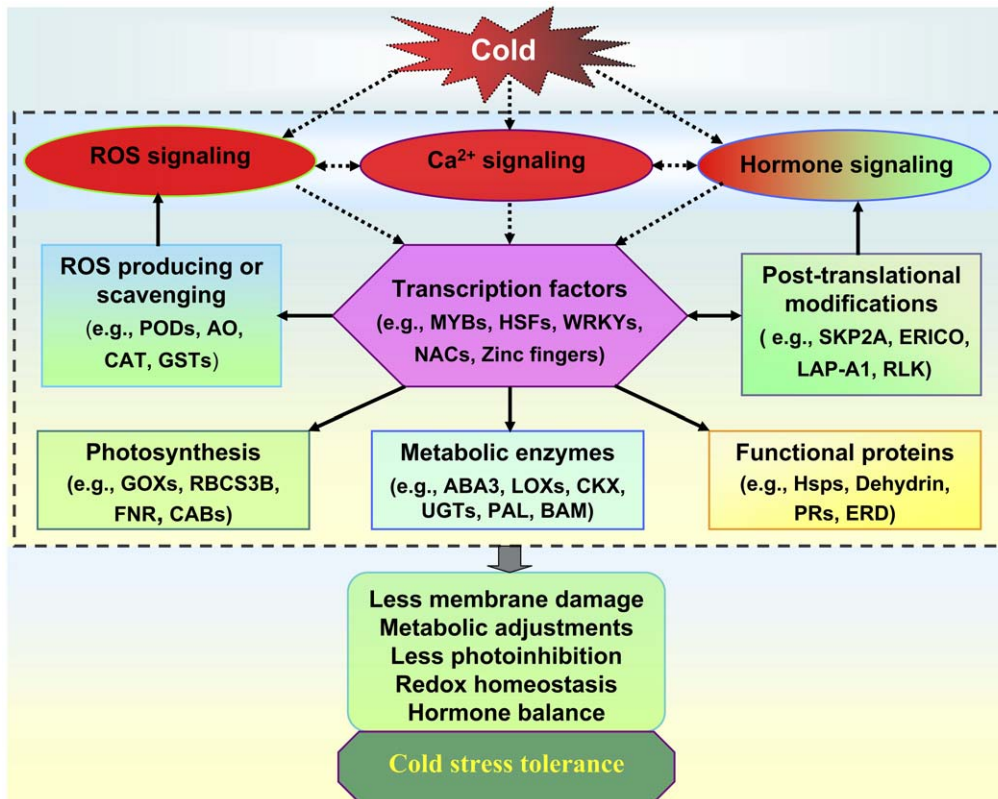 Cold
ROS signaling
Ca²⁺ signaling
Hormone signaling
ROS producing or
scavenging
(e.g., PODs, AO,
CAT, GSTs)
Transcription factors
(e.g., MYBs, HSFs, WRKYs,
NACs, Zinc fingers)
Post-translational
modifications
( e.g., SKP2A, ERICO,
LAP-A1, RLK)
Photosynthesis
(e.g., GOXs, RBCS3B,
FNR, CABs)
Metabolic enzymes
(e.g., ABA3, LOXs, CKX,
UGTs, PAL, BAM)
Functional proteins
(e.g., Hsps, Dehydrin,
PRs, ERD)
Less membrane damage
Metabolic adjustments
Less photoinhibition
Redox homeostasis
Hormone balance
Cold stress tolerance